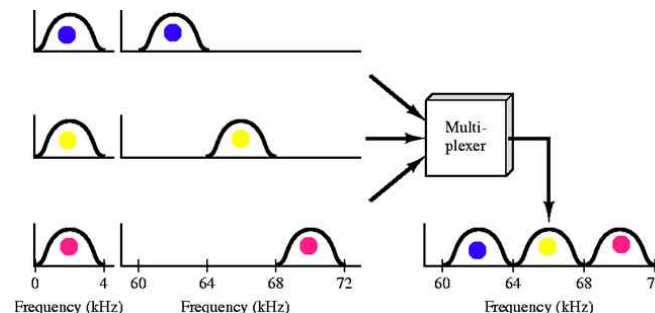 Multi-
plexer
0 4 60 64 68 72 60 64 68
Frequency (kHz) Frequency (kHz) Frequency (kHz)